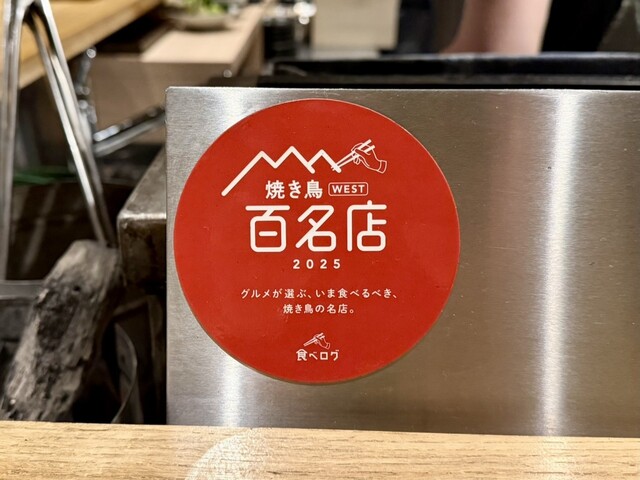 焼き鳥 WEST
百名店
2025
グルメが選ぶ、いま食べるべき、
焼き鳥の名店。
食べログ